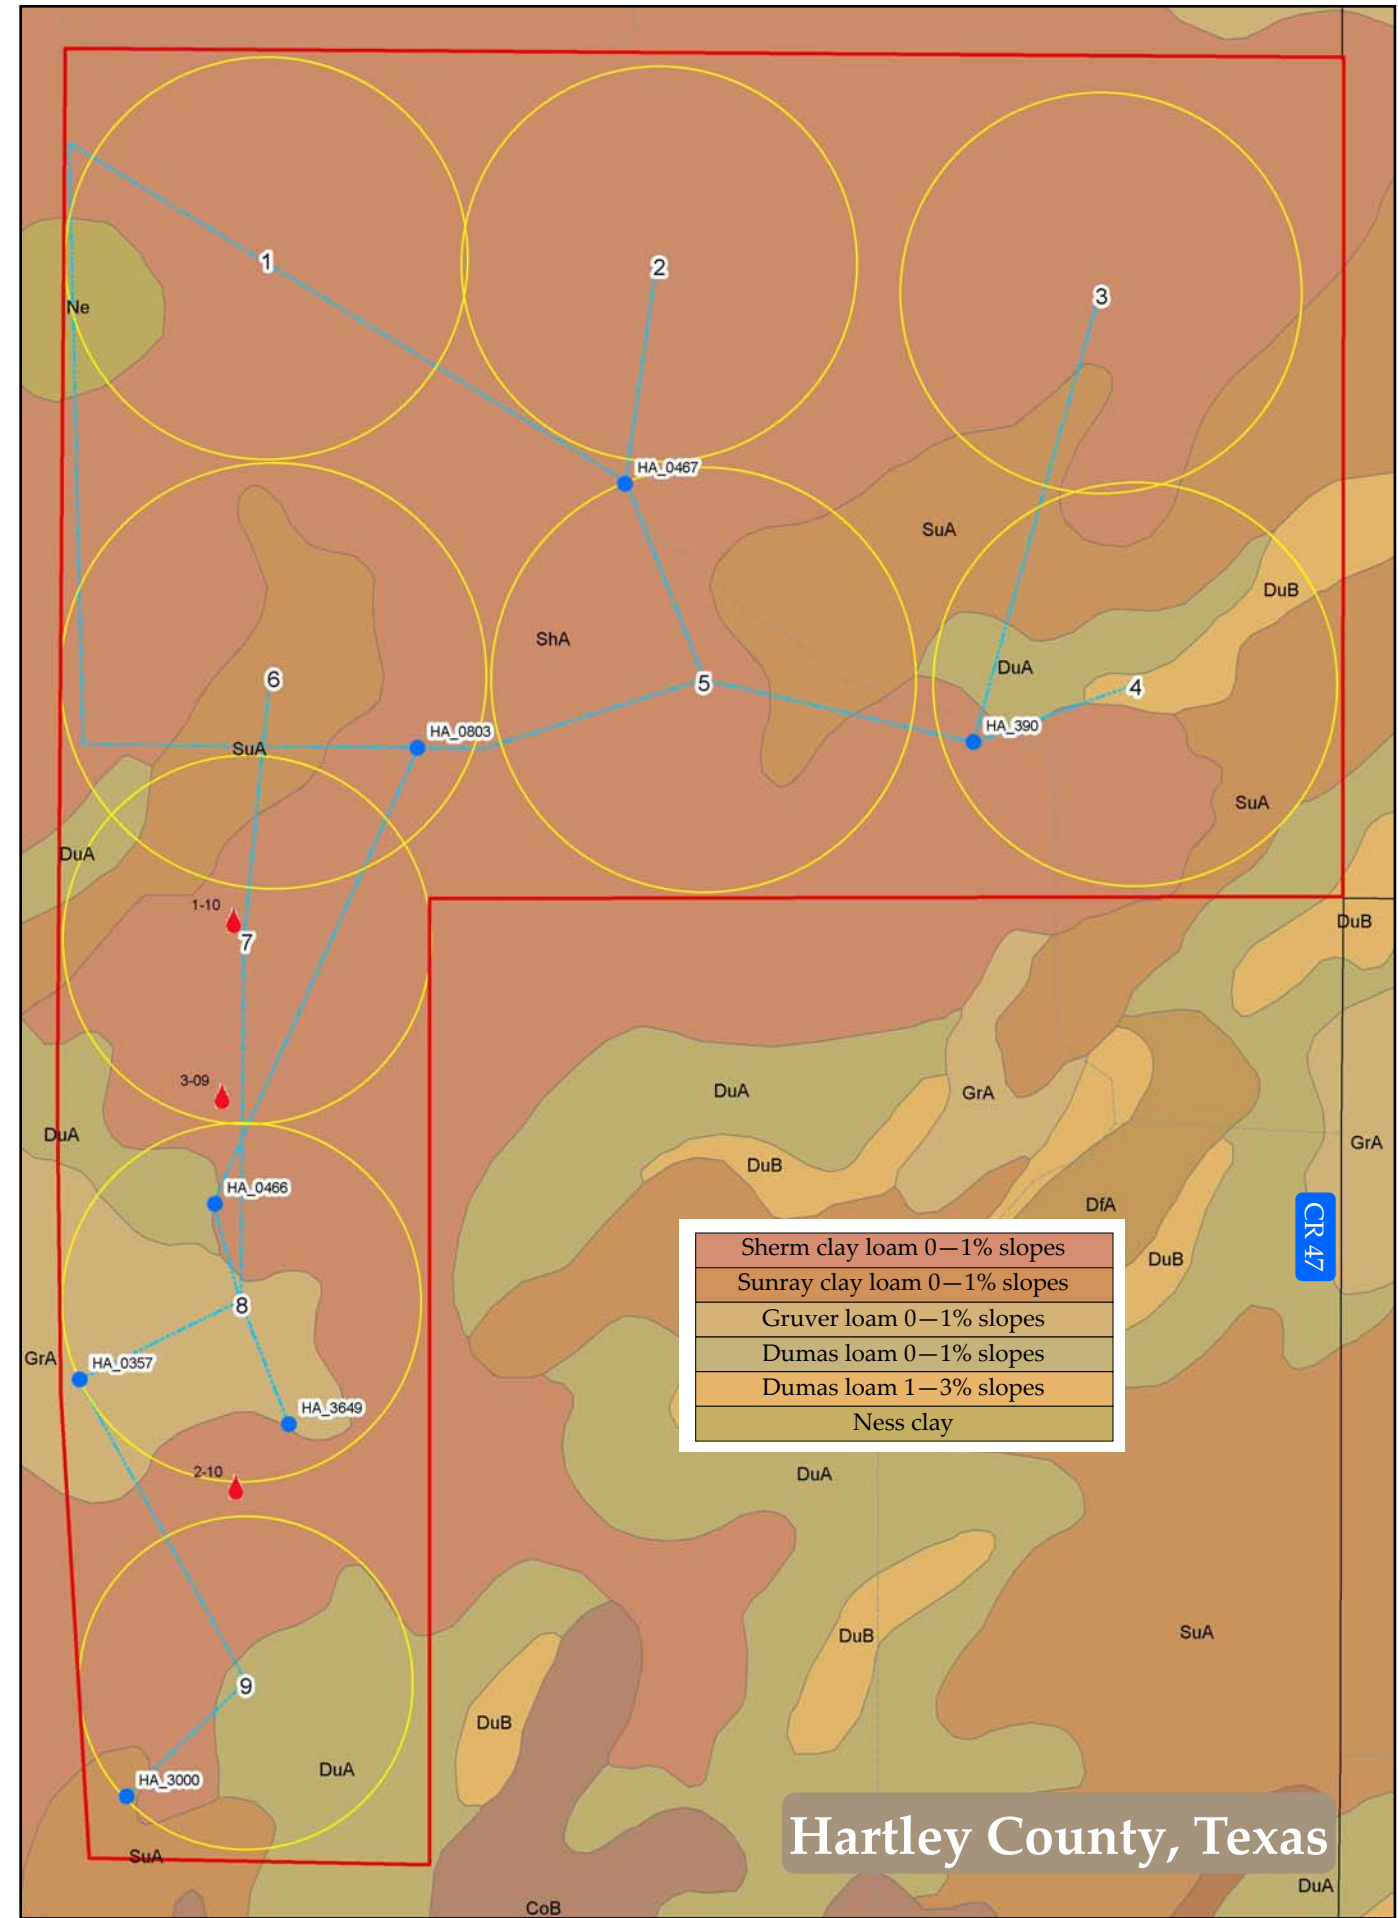 1
2
3
Ne
HA_0467
SuA
DuB
ShA
DuA
6
5
4
HA_0803
HA_390
SuA
SuA
DuA
1-10
7
DuB
3-09
DuA
GrA
DuA
GrA
DuB
HA_0466
DfA
CR 47
DuB
Sherm clay loam 0—1% slopes
Sunray clay loam 0—1% slopes
Gruver loam 0—1% slopes
Dumas loam 0—1% slopes
Dumas loam 1—3% slopes
Ness clay
8
GrA
HA_0357
HA_3649
2-10
DuA
DuB
SuA
9
DuB
DuA
HA_3000
Hartley County, Texas
SuA
DuA
CoB